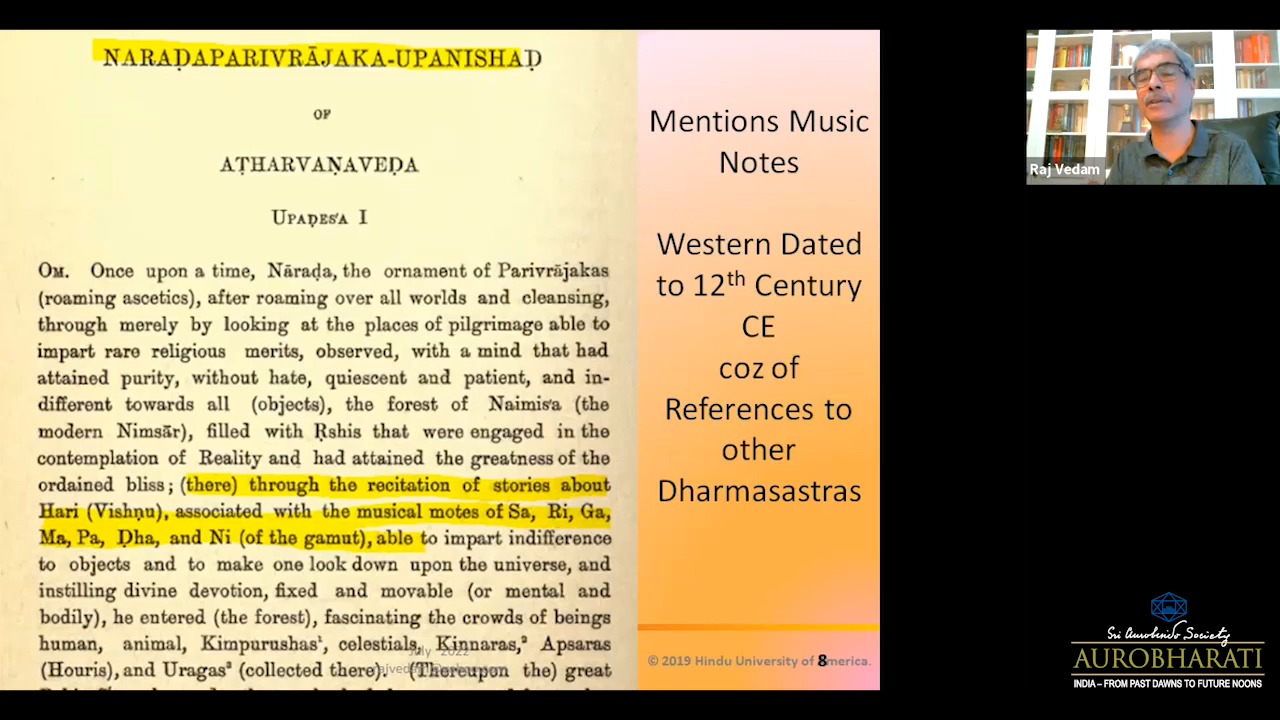 NARAḌAPARIVRĀJAKA-UPANISHAḌ
OF
AṬHARVAṆAVEḌA
UPAḌES'A I
OM. Once upon a time, Nāraḍa, the ornament of Parivrājakas
(roaming ascetics), after roaming over all worlds and cleansing,
through merely by looking at the places of pilgrimage able to
impart rare religious merits, observed, with a mind that had
attained purity, without hate, quiescent and patient, and in-
different towards all (objects), the forest of Naimis'a (the
modern Nimsār), filled with Ṛshis that were engaged in the
contemplation of Reality and had attained the greatness of the
ordained bliss; (there) through the recitation of stories about
Hari (Vishṇu), associated with the musical motes of Sa, Ri, Ga,
Ma, Pa, Ḍha, and Ni (of the gamut), able to impart indifference
to objects and to make one look down upon the universe, and
instilling divine devotion, fixed and movable (or mental and
bodily), he entered (the forest), fascinating the crowds of beings
human, animal, Kimpurushas¹, celestials, Kinnaras,² Apsaras
(Houris), and Uragas³ (collected there). (Thereupon the) great
July 2022
Mentions Music
Notes
Western Dated
to 12th Century
CE
coz of
References to
other
Dharmasastras
© 2019 Hindu University of America.
8
Raj Vedam
Sri Aurobindo Society
AUROBHARATI
INDIA – FROM PAST DAWNS TO FUTURE NOONS